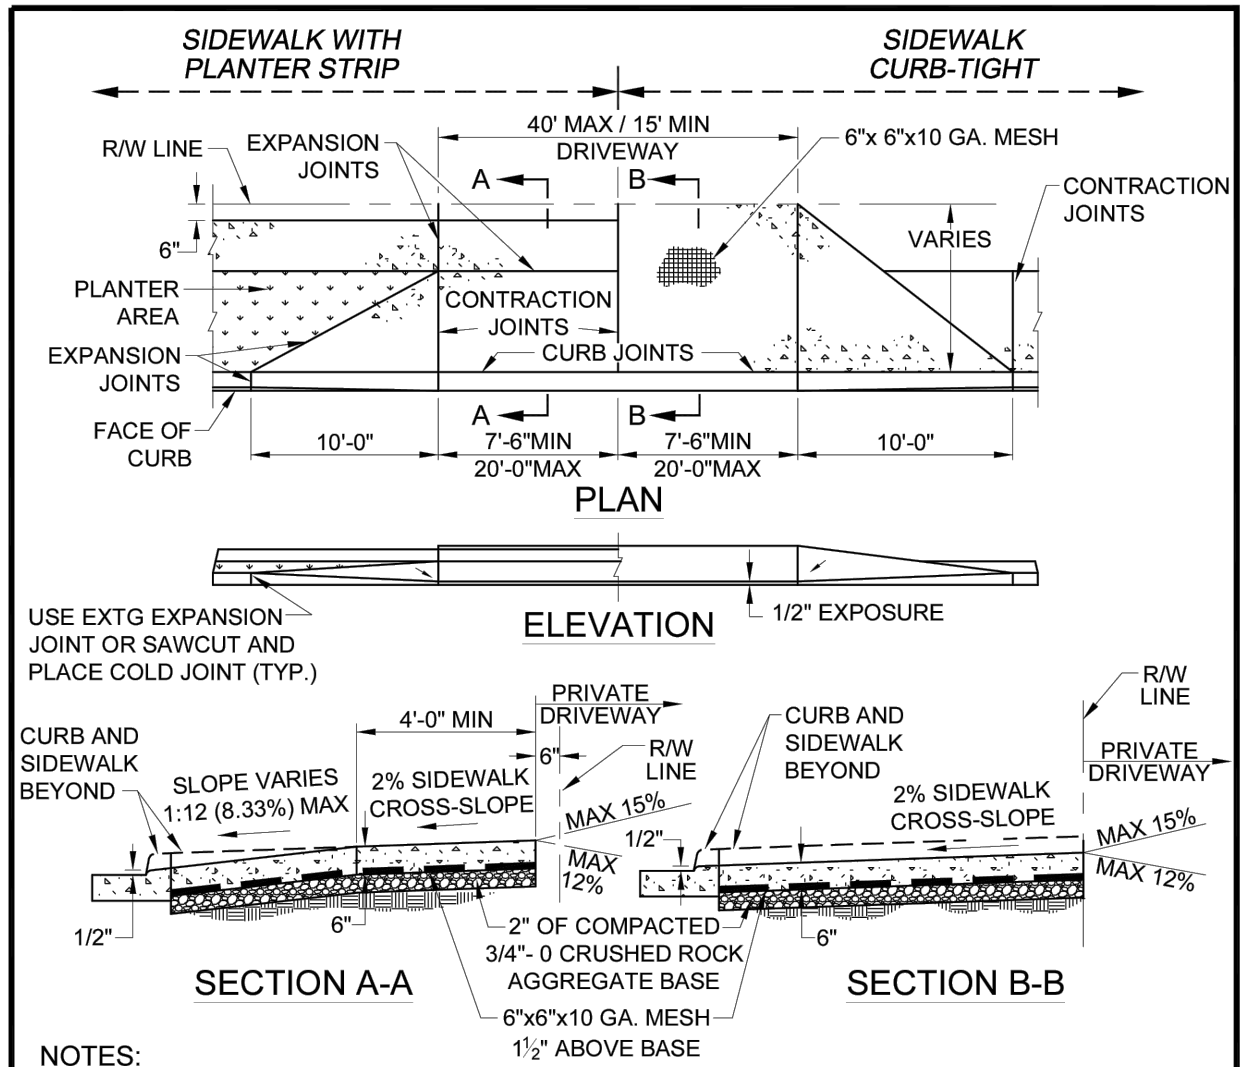 SIDEWALK WITH
PLANTER STRIP
SIDEWALK
CURB-TIGHT
40' MAX / 15' MIN
DRIVEWAY
6"x 6"x10 GA. MESH
R/W LINE
EXPANSION
JOINTS
A
B
CONTRACTION
JOINTS
VARIES
6"
PLANTER
AREA
CONTRACTION
JOINTS
CURB JOINTS
EXPANSION
JOINTS
FACE OF
CURB
A
B
10'-0"
7'-6"MIN
20'-0"MAX
7'-6"MIN
20'-0"MAX
10'-0"
PLAN
USE EXTG EXPANSION
JOINT OR SAWCUT AND
PLACE COLD JOINT (TYP.)
ELEVATION
1/2" EXPOSURE
CURB AND
SIDEWALK
BEYOND
SLOPE VARIES
1:12 (8.33%) MAX
4'-0" MIN
2% SIDEWALK
CROSS-SLOPE
PRIVATE
DRIVEWAY
6"
R/W
LINE
MAX 15%
MAX
12%
1/2"
6"
SECTION A-A
2" OF COMPACTED
3/4"- 0 CRUSHED ROCK
AGGREGATE BASE
6"x6"x10 GA. MESH
1½" ABOVE BASE
CURB AND
SIDEWALK
BEYOND
1/2"
2% SIDEWALK
CROSS-SLOPE
R/W
LINE
PRIVATE
DRIVEWAY
MAX 15%
MAX 12%
6"
SECTION B-B
NOTES: